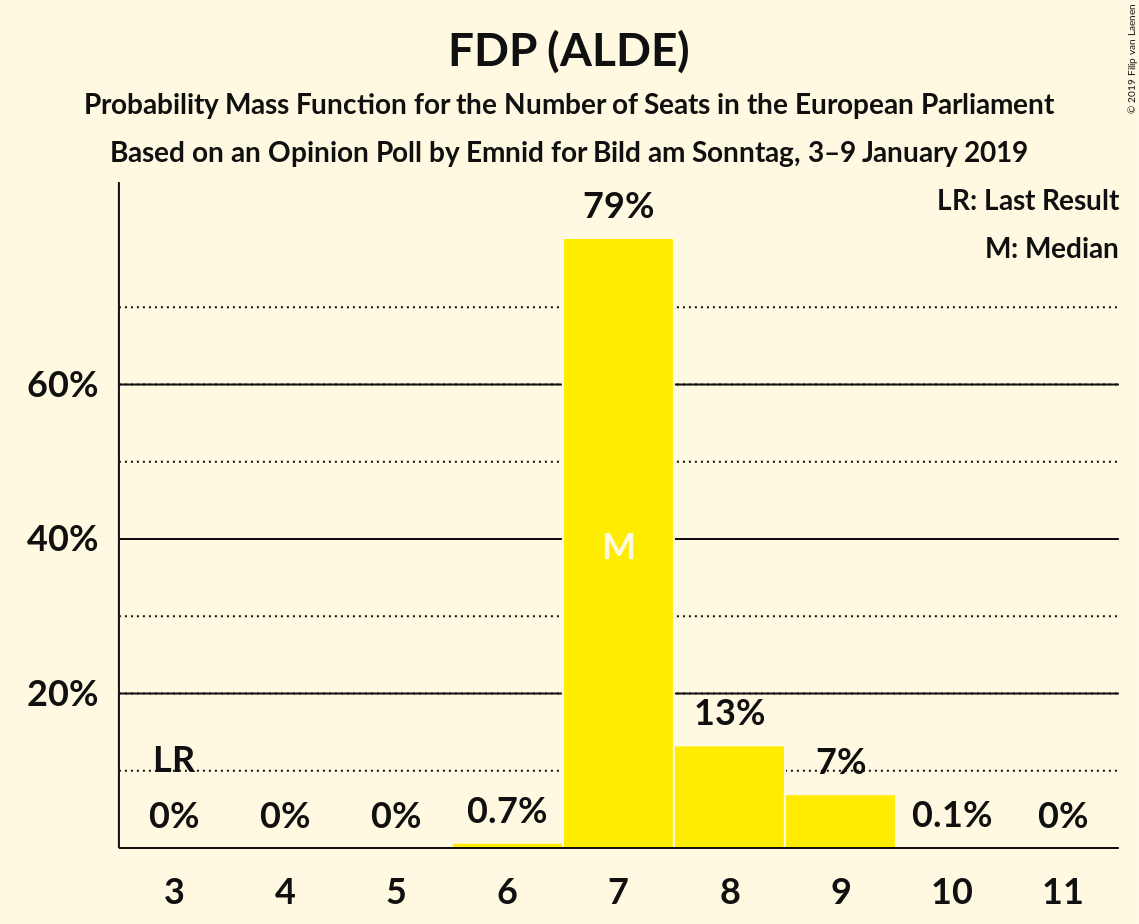 FDP (ALDE)
Probability Mass Function for the Number of Seats in the European Parliament
Based on an Opinion Poll by Emnid for Bild am Sonntag, 3–9 January 2019
© 2019 Filip van Laenen
LR: Last Result
M: Median
79%
60%
40%
M
20%
13%
LR
7%
0% 0% 0% 0.7% 0.1% 0%
3 4 5 6 7 8 9 10 11